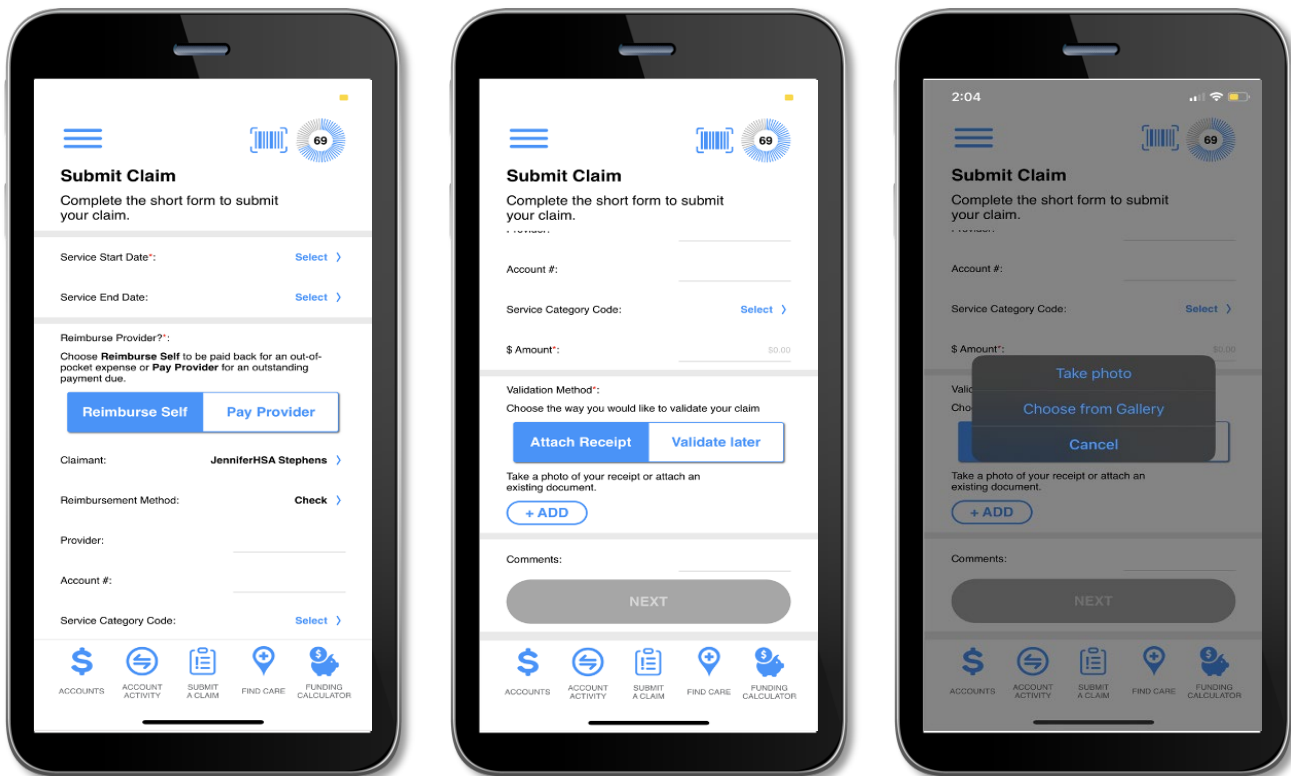 69
Submit Claim
Complete the short form to submit
your claim.
Service Start Date*:
Select >
Service End Date:
Select >
Reimburse Provider?*:
Choose Reimburse Self to be paid back for an out-of-
pocket expense or Pay Provider for an outstanding
payment due.
Reimburse Self
Pay Provider
Claimant:
JenniferHSA Stephens >
Reimbursement Method:
Check >
Provider:
Account #:
Service Category Code:
Select >
ACCOUNTS
ACCOUNT
ACTIVITY
SUBMIT
A CLAIM
FIND CARE
FUNDING
CALCULATOR
69
Submit Claim
Complete the short form to submit
your claim.
Provider:
Account #:
Service Category Code:
Select >
$ Amount*:
$0.00
Validation Method*:
Choose the way you would like to validate your claim
Attach Receipt
Validate later
Take a photo of your receipt or attach an
existing document.
+ ADD
Comments:
NEXT
ACCOUNTS
ACCOUNT
ACTIVITY
SUBMIT
A CLAIM
FIND CARE
FUNDING
CALCULATOR
2:04
69
Submit Claim
Complete the short form to submit
your claim.
Provider:
Account #:
Service Category Code:
Select >
$ Amount*:
$0.00
Take photo
Choose from Gallery
Cancel
Take a photo of your receipt or attach an
existing document.
+ ADD
Comments:
NEXT
ACCOUNTS
ACCOUNT
ACTIVITY
SUBMIT
A CLAIM
FIND CARE
FUNDING
CALCULATOR